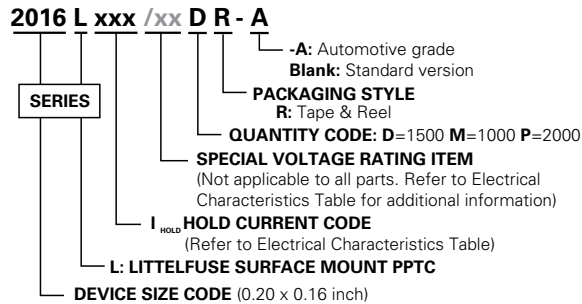 2016 L xxx /xx D R - A
-A: Automotive grade
Blank: Standard version
SERIES
PACKAGING STYLE
R: Tape & Reel
QUANTITY CODE: D=1500 M=1000 P=2000
SPECIAL VOLTAGE RATING ITEM
(Not applicable to all parts. Refer to Electrical
Characteristics Table for additional information)
I HOLD HOLD CURRENT CODE
(Refer to Electrical Characteristics Table)
L: LITTELFUSE SURFACE MOUNT PPTC
DEVICE SIZE CODE (0.20 x 0.16 inch)